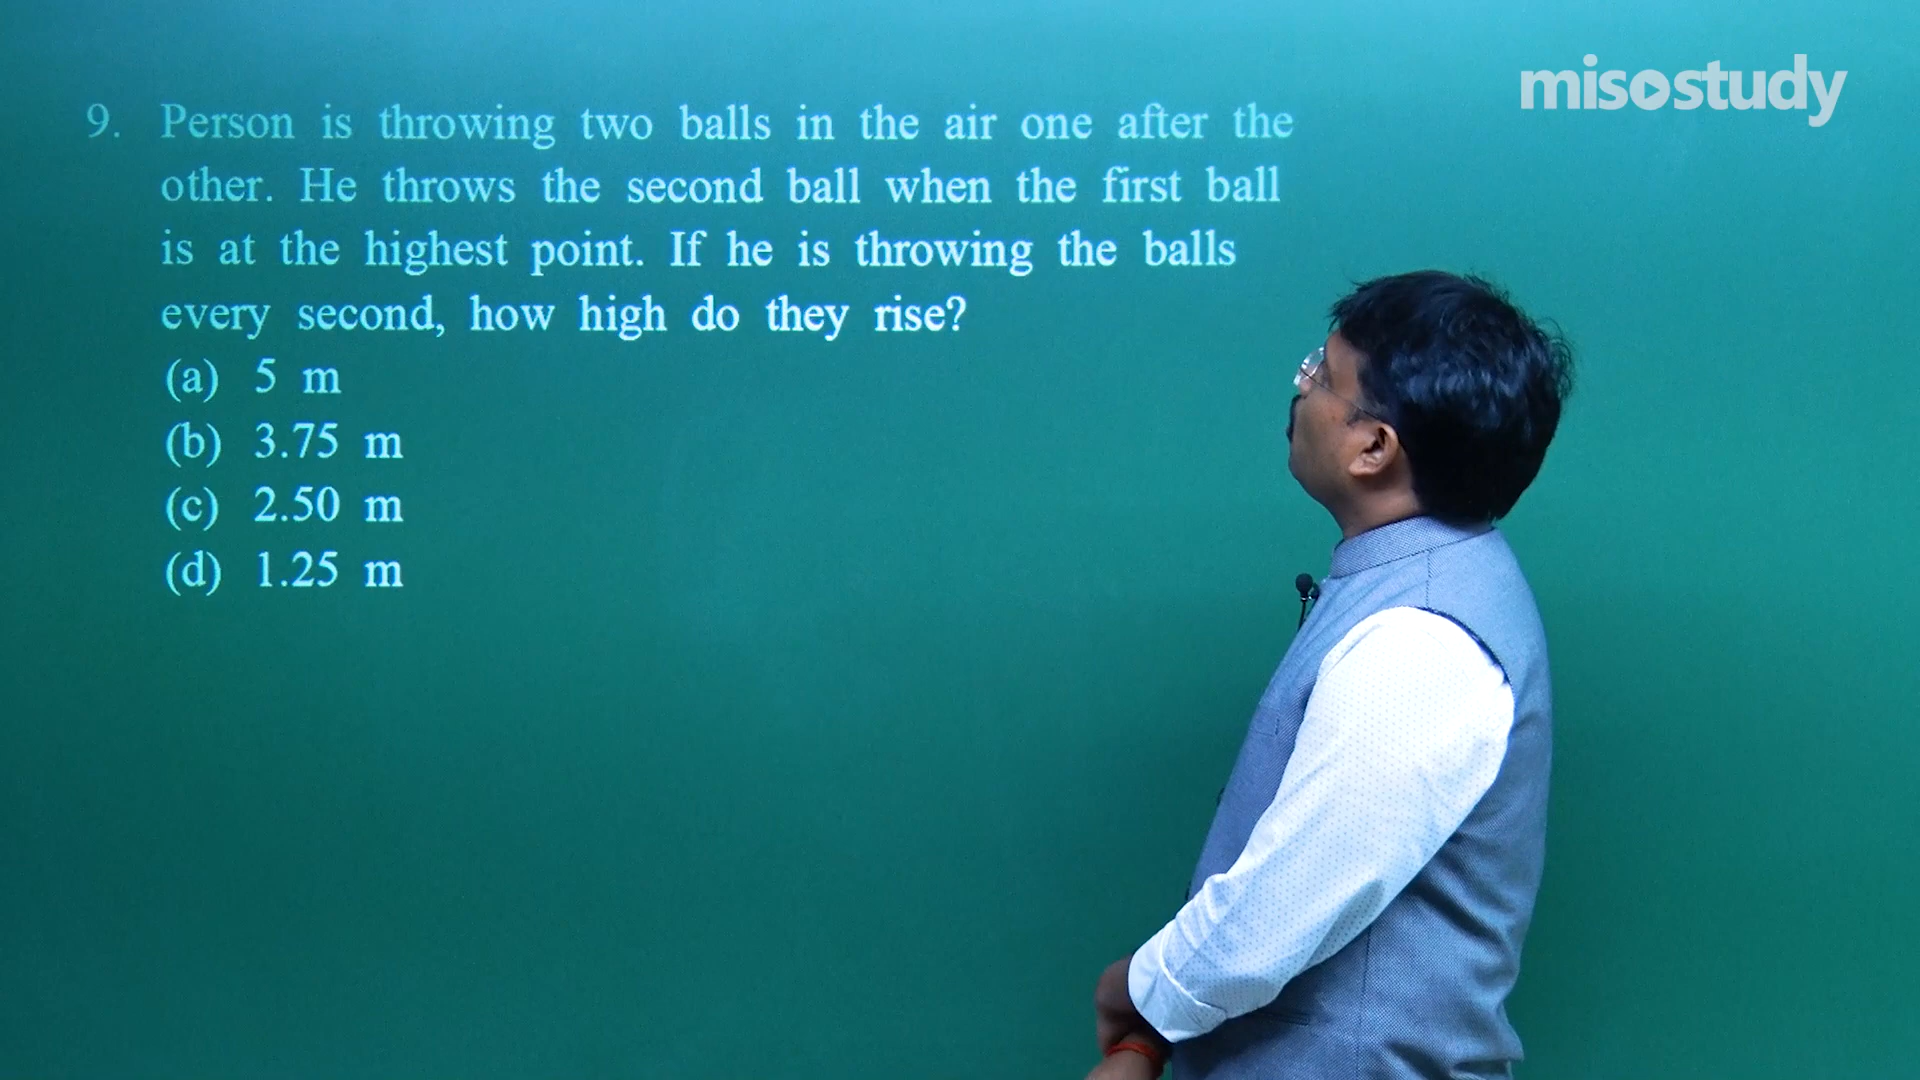 misostudy
9. Person is throwing two balls in the air one after the
other. He throws the second ball when the first ball
is at the highest point. If he is throwing the balls
every second, how high do they rise?
(a) 5 m
(b) 3.75 m
(c) 2.50 m
(d) 1.25 m